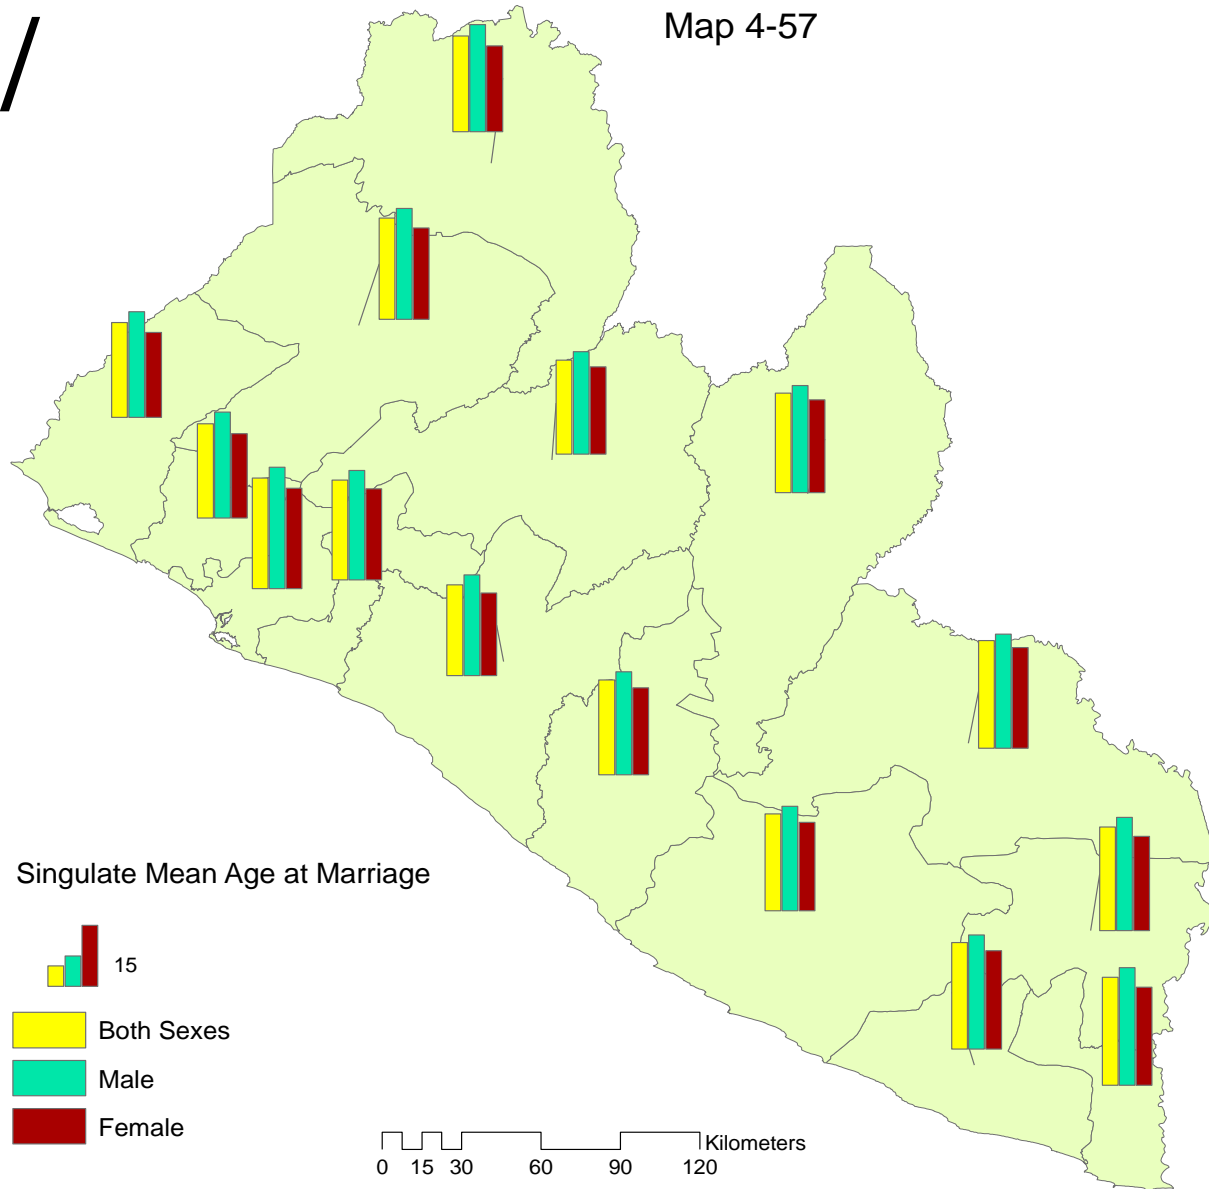 Map 4-57
Singulate Mean Age at Marriage
15
Both Sexes
Male
Female
Kilometers
0 15 30 60 90 120